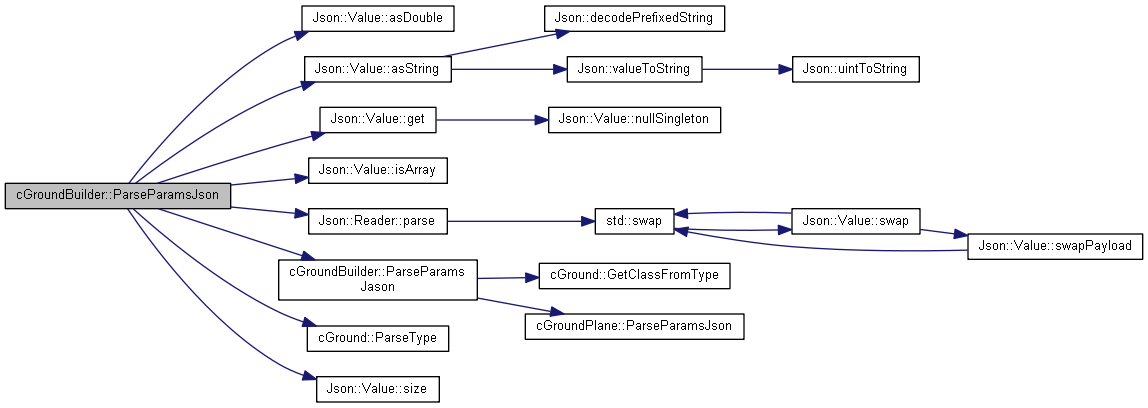 Json::Value::asDouble
Json::decodePrefixedString
Json::Value::asString
Json::valueToString
Json::uintToString
Json::Value::get
Json::Value::nullSingleton
Json::Value::isArray
cGroundBuilder::ParseParamsJson
Json::Reader::parse
std::swap
Json::Value::swap
Json::Value::swapPayload
cGroundBuilder::ParseParams
Jason
cGround::GetClassFromType
cGroundPlane::ParseParamsJson
cGround::ParseType
Json::Value::size